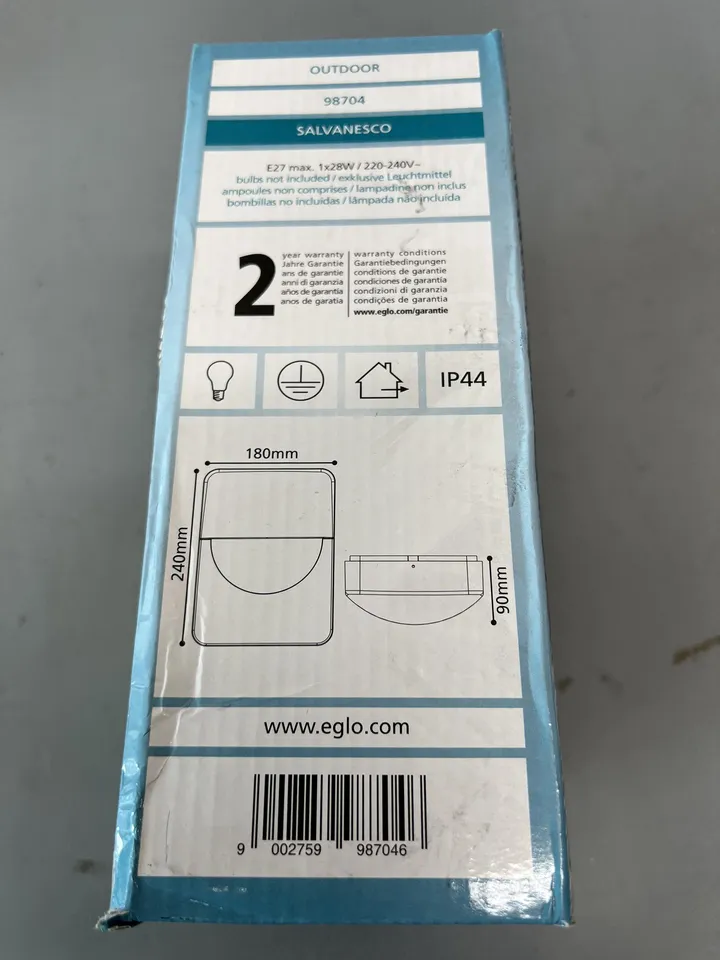 OUTDOOR
98704
SALVANESCO
E27 max. 1x28W / 220-240V~
bulbs not included / exklusive Leuchtmittel
ampoules non comprises / lampadine non inclus
bombillas no incluidas / lâmpada não incluída
2
year warranty
Jahre Garantie
ans de garantie
anni di garanzia
años de garantía
anos de garatia
warranty conditions
Garantiebedingungen
conditions de garantie
condiciones de garantia
condizioni di garanzia
condições de garantia
www.eglo.com/garantie
IP44
180mm
240mm
90mm
www.eglo.com
9 002759 987046